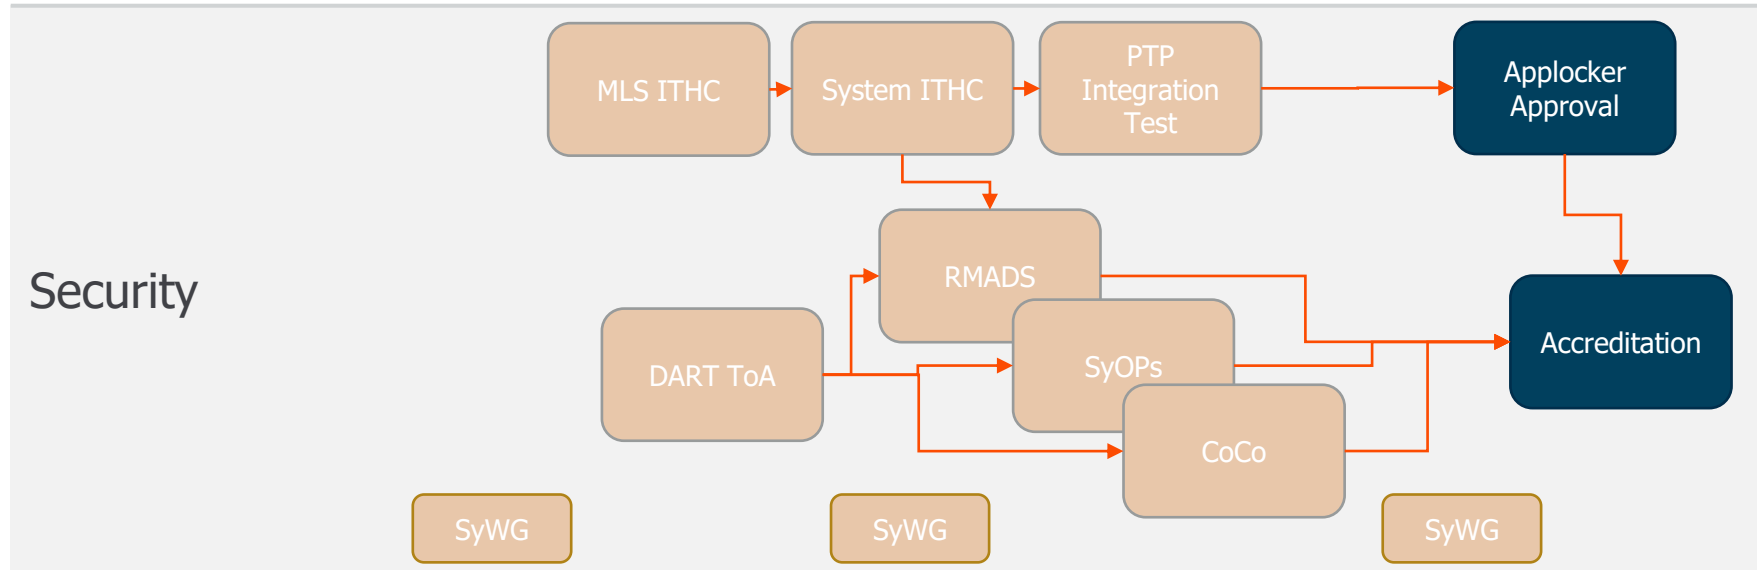 MLS ITHC
System ITHC
PTP
Integration
Test
Applocker
Approval
Security
RMADS
Accreditation
DART ToA
SyOPs
CoCo
SyWG
SyWG
SyWG